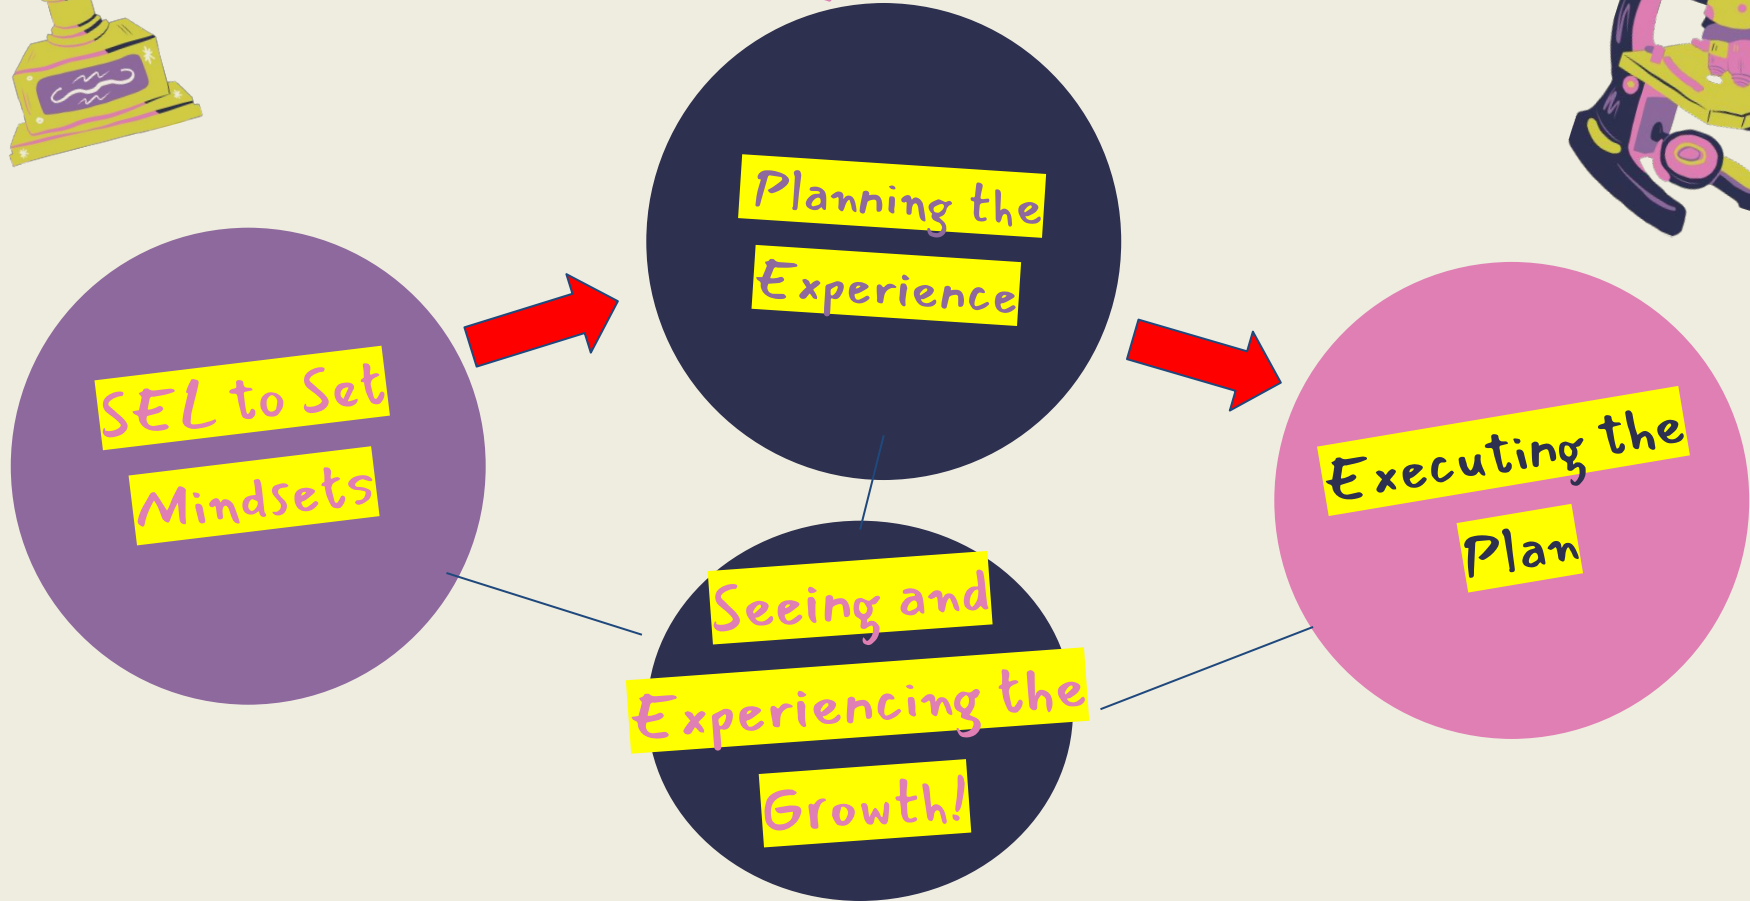 SEL to Set
Mindsets
Planning the
Experience
Executing the
Plan
Seeing and
Experiencing the
Growth!